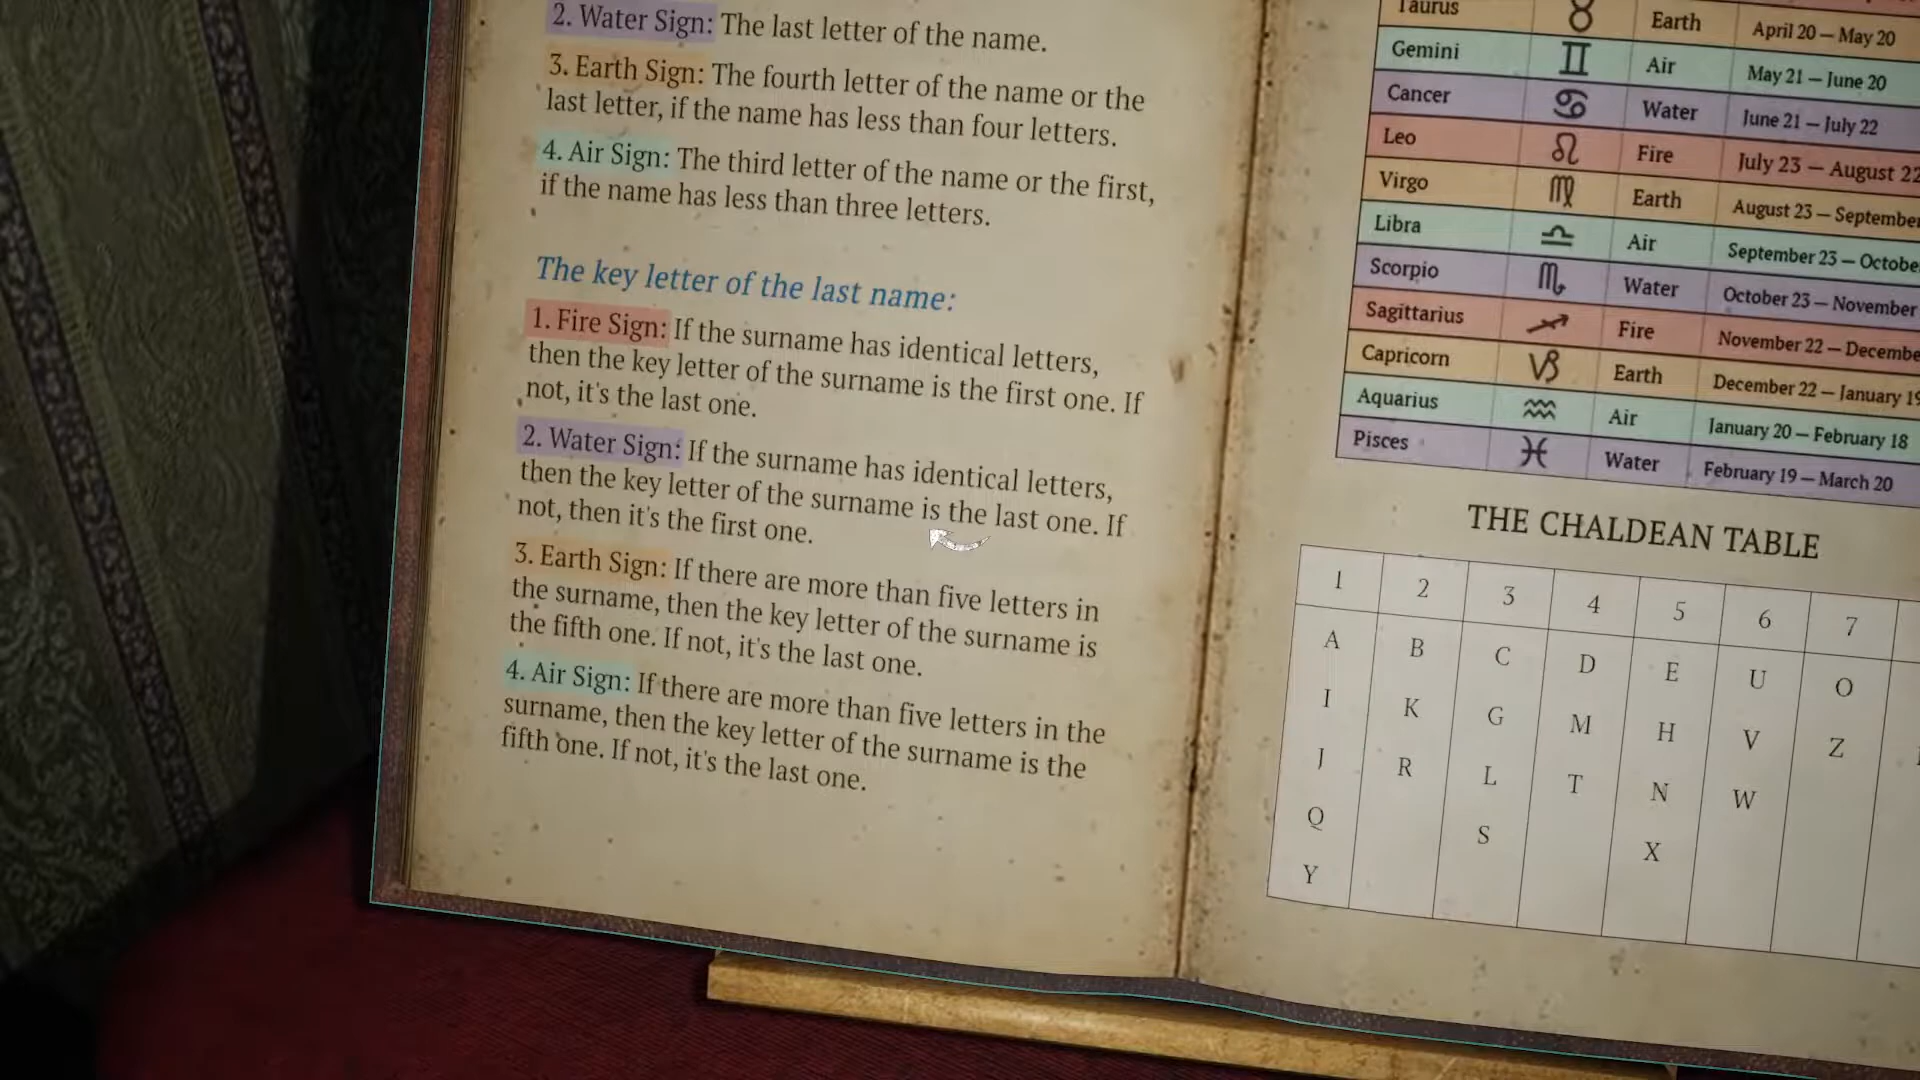 2. Water Sign: The last letter of the name.
3. Earth Sign: The fourth letter of the name or the
last letter, if the name has less than four letters.
4. Air Sign: The third letter of the name or the first,
if the name has less than three letters.
The key letter of the last name:
1. Fire Sign: If the surname has identical letters,
then the key letter of the surname is the first one. If
not, it's the last one.
2. Water Sign: If the surname has identical letters,
then the key letter of the surname is the last one. If
not, then it's the first one.
3. Earth Sign: If there are more than five letters in
the surname, then the key letter of the surname is
the fifth one. If not, it's the last one.
4. Air Sign: If there are more than five letters in the
surname, then the key letter of the surname is the
fifth one. If not, it's the last one.
Taurus ♉ Earth April 20 – May 20
Gemini ♊ Air May 21 – June 20
Cancer ♋ Water June 21 – July 22
Leo ♌ Fire July 23 – August 22
Virgo ♍ Earth August 23 – September
Libra ♎ Air September 23 – Octobe
Scorpio ♏ Water October 23 – November
Sagittarius ♐ Fire November 22 – Decembe
Capricorn ♑ Earth December 22 – January 19
Aquarius ♒ Air January 20 – February 18
Pisces ♓ Water February 19 – March 20
THE CHALDEAN TABLE
1 2 3 4 5 6 7
A B C D E U O
I K G M H V Z
J R L T N W
Q S X
Y